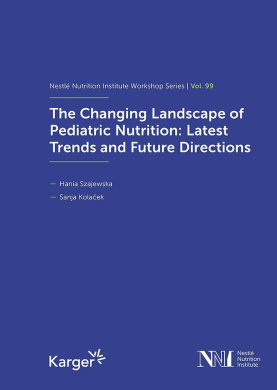 Nestlé Nutrition Institute Workshop Series | Vol. 99
The Changing Landscape of
Pediatric Nutrition: Latest
Trends and Future Directions
— Hania Szajewska
— Sanja Kolaček
Karger
NNI
Nestlé
Nutrition
Institute